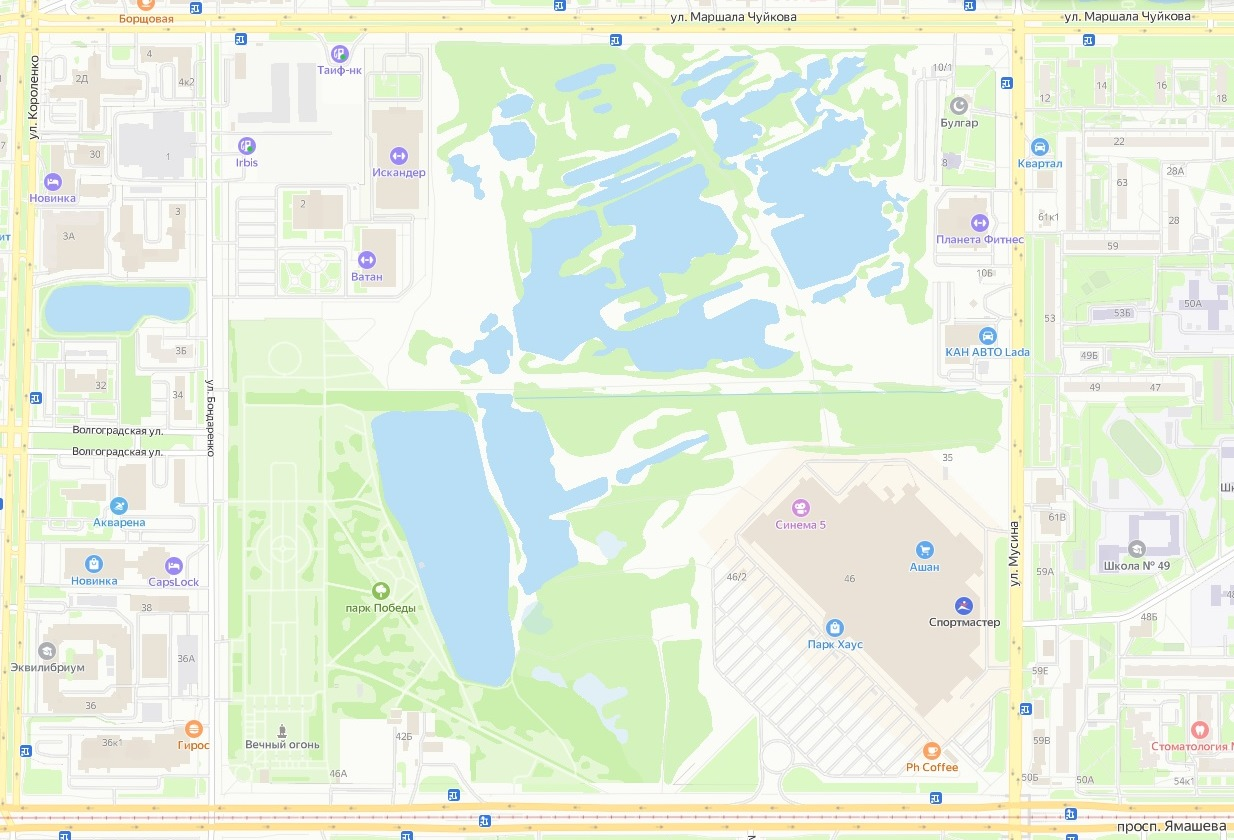 Борщовая
ул. Маршала Чуйкова
ул. Маршала Чуйкова
Таиф-нк
ул. Короленко
4
2Д
4к2
10/1
14
16
12
18
Булгар
7
30
1
Irbis
Искандер
8
Квартал
22
28А
63
Новинка
2
3
61к1
28
ит
3А
Планета Фитнес
59
Ватан
10Б
50А
53Б
53
3Б
КАН АВТО Lada
49Б
32
34
49
47
ул. Бондаренко
Волгоградская ул.
Волгоградская ул.
35
Синема 5
61В
Акварена
ул. Мусина
Ашан
Школа № 49
Новинка
CapsLock
46/2
46
59А
парк Победы
38
Спортмастер
48Б
Парк Хаус
Эквилибриум
36А
59Е
36
Вечный огонь
42Б
36к1
Гирос
59В
Стоматология
Ph Coffee
46А
50Б
50А
54к1
просп. Ямашева